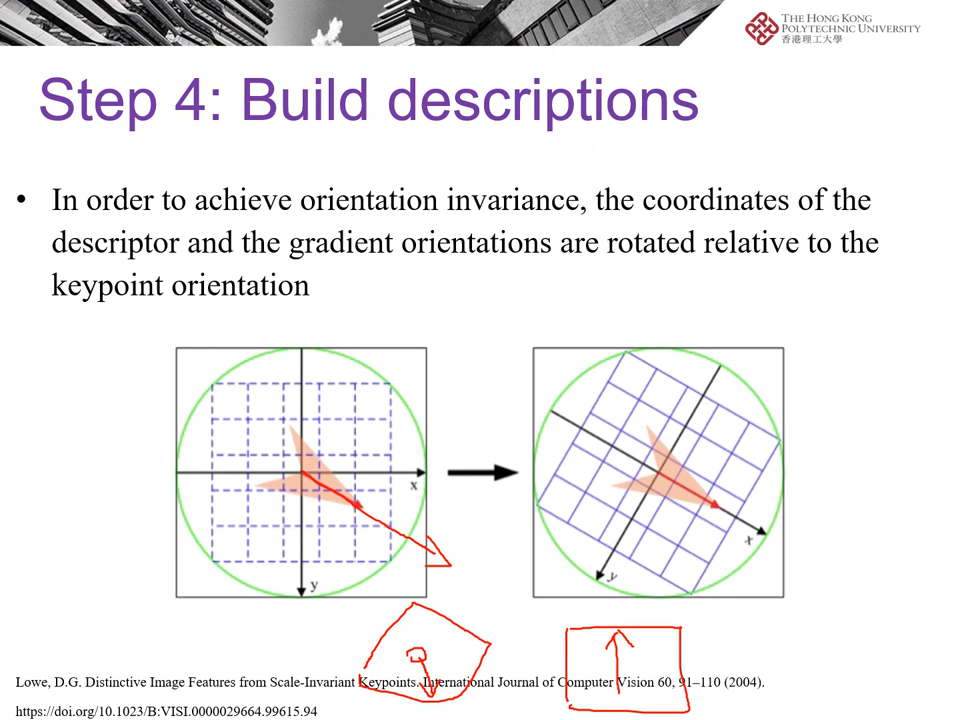 THE HONG KONG
POLYTECHNIC UNIVERSITY
香港理工大學
Step 4: Build descriptions
• In order to achieve orientation invariance, the coordinates of the
descriptor and the gradient orientations are rotated relative to the
keypoint orientation
x
y
x
y
Lowe, D.G. Distinctive Image Features from Scale-Invariant Keypoints. International Journal of Computer Vision 60, 91–110 (2004).
https://doi.org/10.1023/B:VISI.0000029664.99615.94